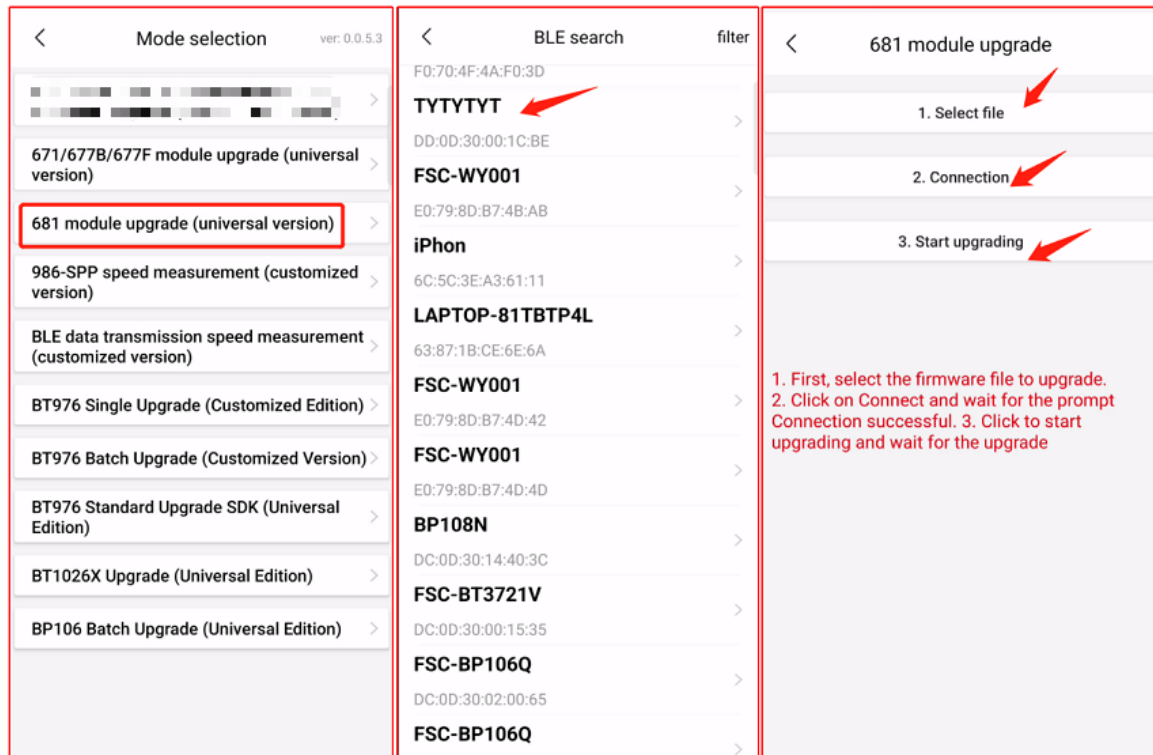 Mode selection
ver: 0.0.5.3
671/677B/677F module upgrade (universal
version)
681 module upgrade (universal version)
986-SPP speed measurement (customized
version)
BLE data transmission speed measurement
(customized version)
BT976 Single Upgrade (Customized Edition)
BT976 Batch Upgrade (Customized Version)
BT976 Standard Upgrade SDK (Universal
Edition)
BT1026X Upgrade (Universal Edition)
BP106 Batch Upgrade (Universal Edition)
BLE search
filter
F0:70:4F:4A:F0:3D
TYTYTYT
DD:0D:30:00:1C:BE
FSC-WY001
E0:79:8D:B7:4B:AB
iPhon
6C:5C:3E:A3:61:11
LAPTOP-81TBTP4L
63:87:1B:CE:6E:6A
FSC-WY001
E0:79:8D:B7:4D:42
FSC-WY001
E0:79:8D:B7:4D:4D
BP108N
DC:0D:30:14:40:3C
FSC-BT3721V
DC:0D:30:00:15:35
FSC-BP106Q
DC:0D:30:02:00:65
FSC-BP106Q
681 module upgrade
1. Select file
2. Connection
3. Start upgrading
1. First, select the firmware file to upgrade.
2. Click on Connect and wait for the prompt
Connection successful. 3. Click to start
upgrading and wait for the upgrade